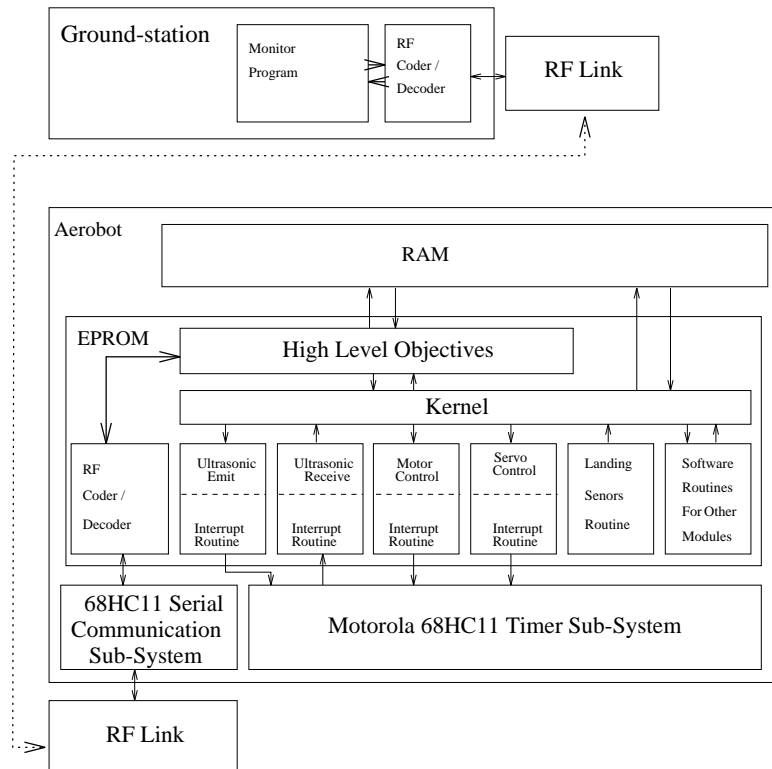 Ground-station
Monitor
Program
RF
Coder /
Decoder
RF Link
Aerobot
RAM
EPROM
High Level Objectives
Kernel
RF
Coder /
Decoder
Ultrasonic
Emit
Interrupt
Routine
Ultrasonic
Receive
Interrupt
Routine
Motor
Control
Interrupt
Routine
Servo
Control
Interrupt
Routine
Landing
Senors
Routine
Software
Routines
For Other
Modules
68HC11 Serial
Communication
Sub-System
Motorola 68HC11 Timer Sub-System
RF Link